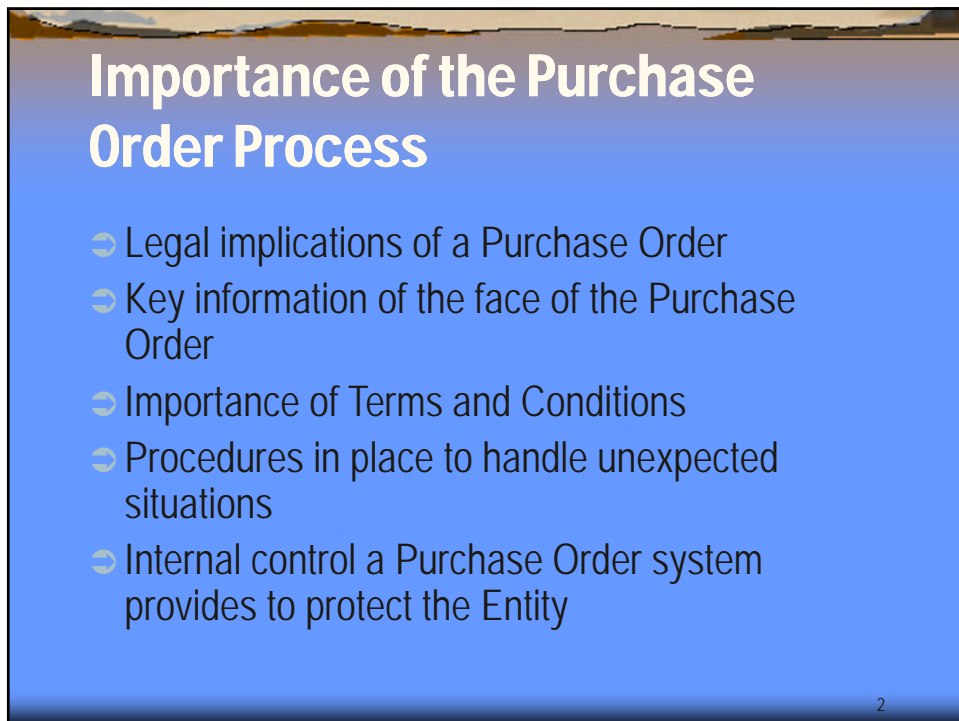 Importance of the Purchase
Order Process
Legal implications of a Purchase Order
Key information of the face of the Purchase
Order
Importance of Terms and Conditions
Procedures in place to handle unexpected
situations
Internal control a Purchase Order system
provides to protect the Entity
2